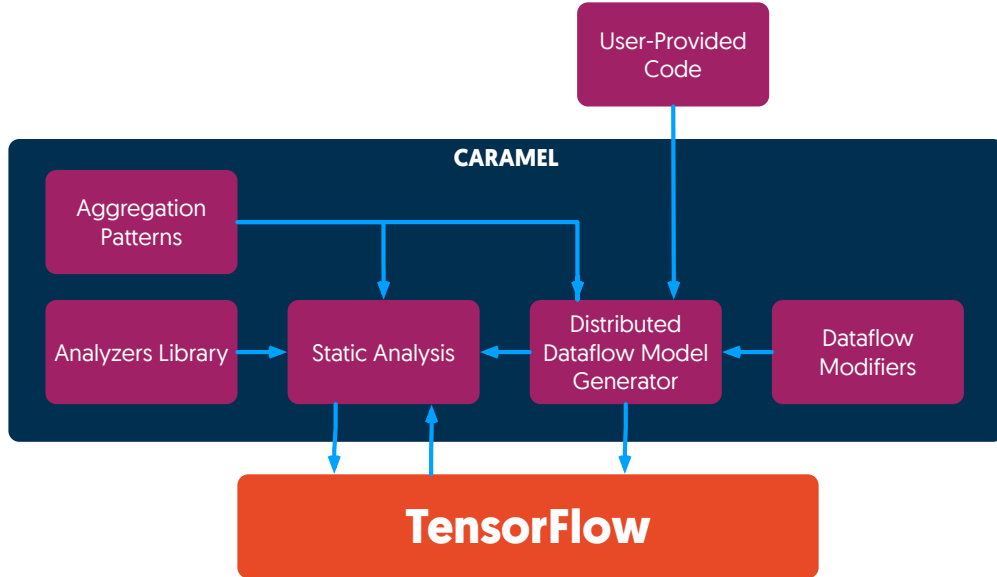 User-Provided
Code
CARAMEL
Aggregation
Patterns
Analyzers Library
Static Analysis
Distributed
Dataflow Model
Generator
Dataflow
Modifiers
TensorFlow